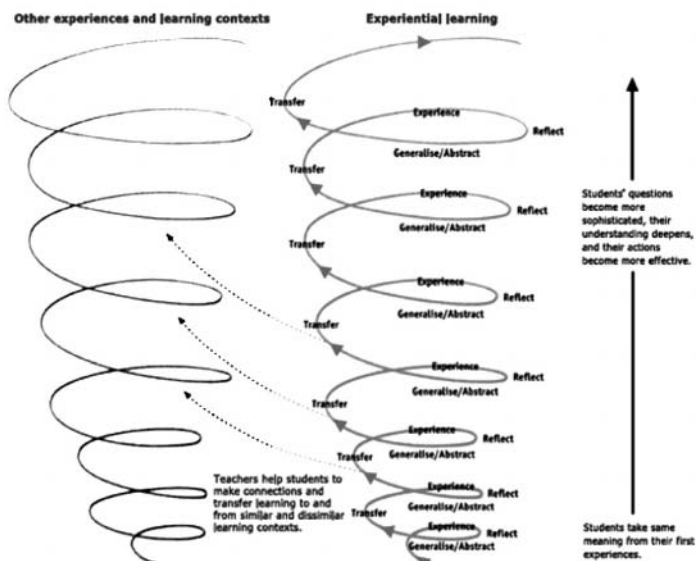 Other experiences and learning contexts
Experiential learning
Transfer
Experience
Reflect
Generalise/Abstract
Transfer
Experience
Reflect
Generalise/Abstract
Transfer
Experience
Reflect
Generalise/Abstract
Transfer
Experience
Reflect
Generalise/Abstract
Transfer
Experience
Reflect
Generalise/Abstract
Transfer
Experience
Reflect
Generalise/Abstract
Transfer
Experience
Reflect
Generalise/Abstract
Teachers help students to
make connections and
transfer learning to and
from similar and dissimilar
learning contexts.
Students' questions
become more
sophisticated, their
understanding deepens,
and their actions
become more effective.
Students take same
meaning from their first
experiences.